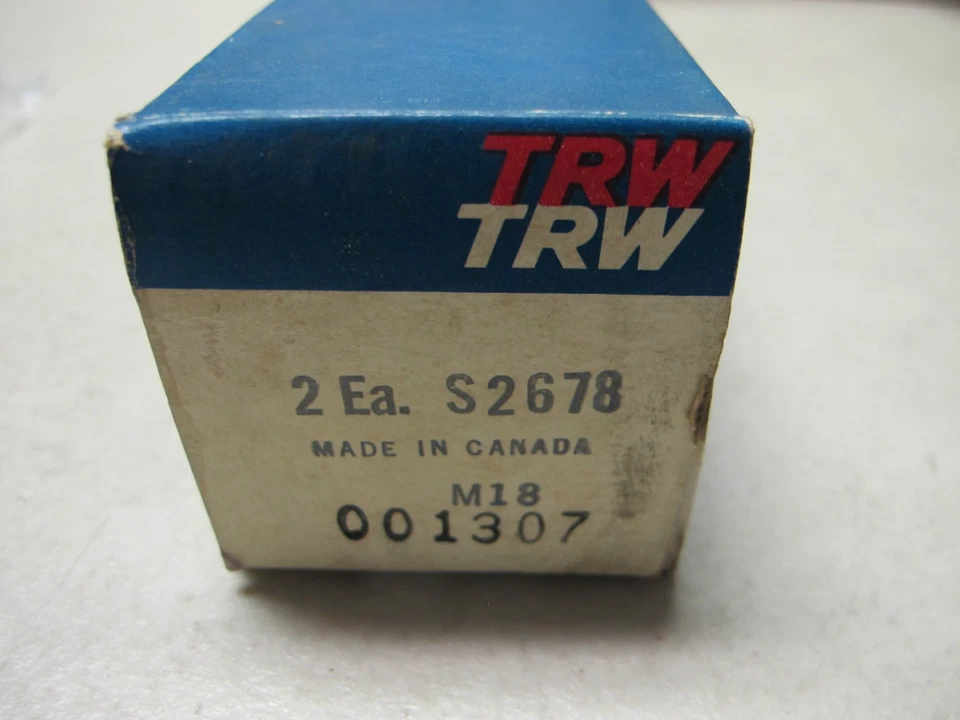 TRW
TRW
2 Ea. S2678
MADE IN CANADA
M18
001307